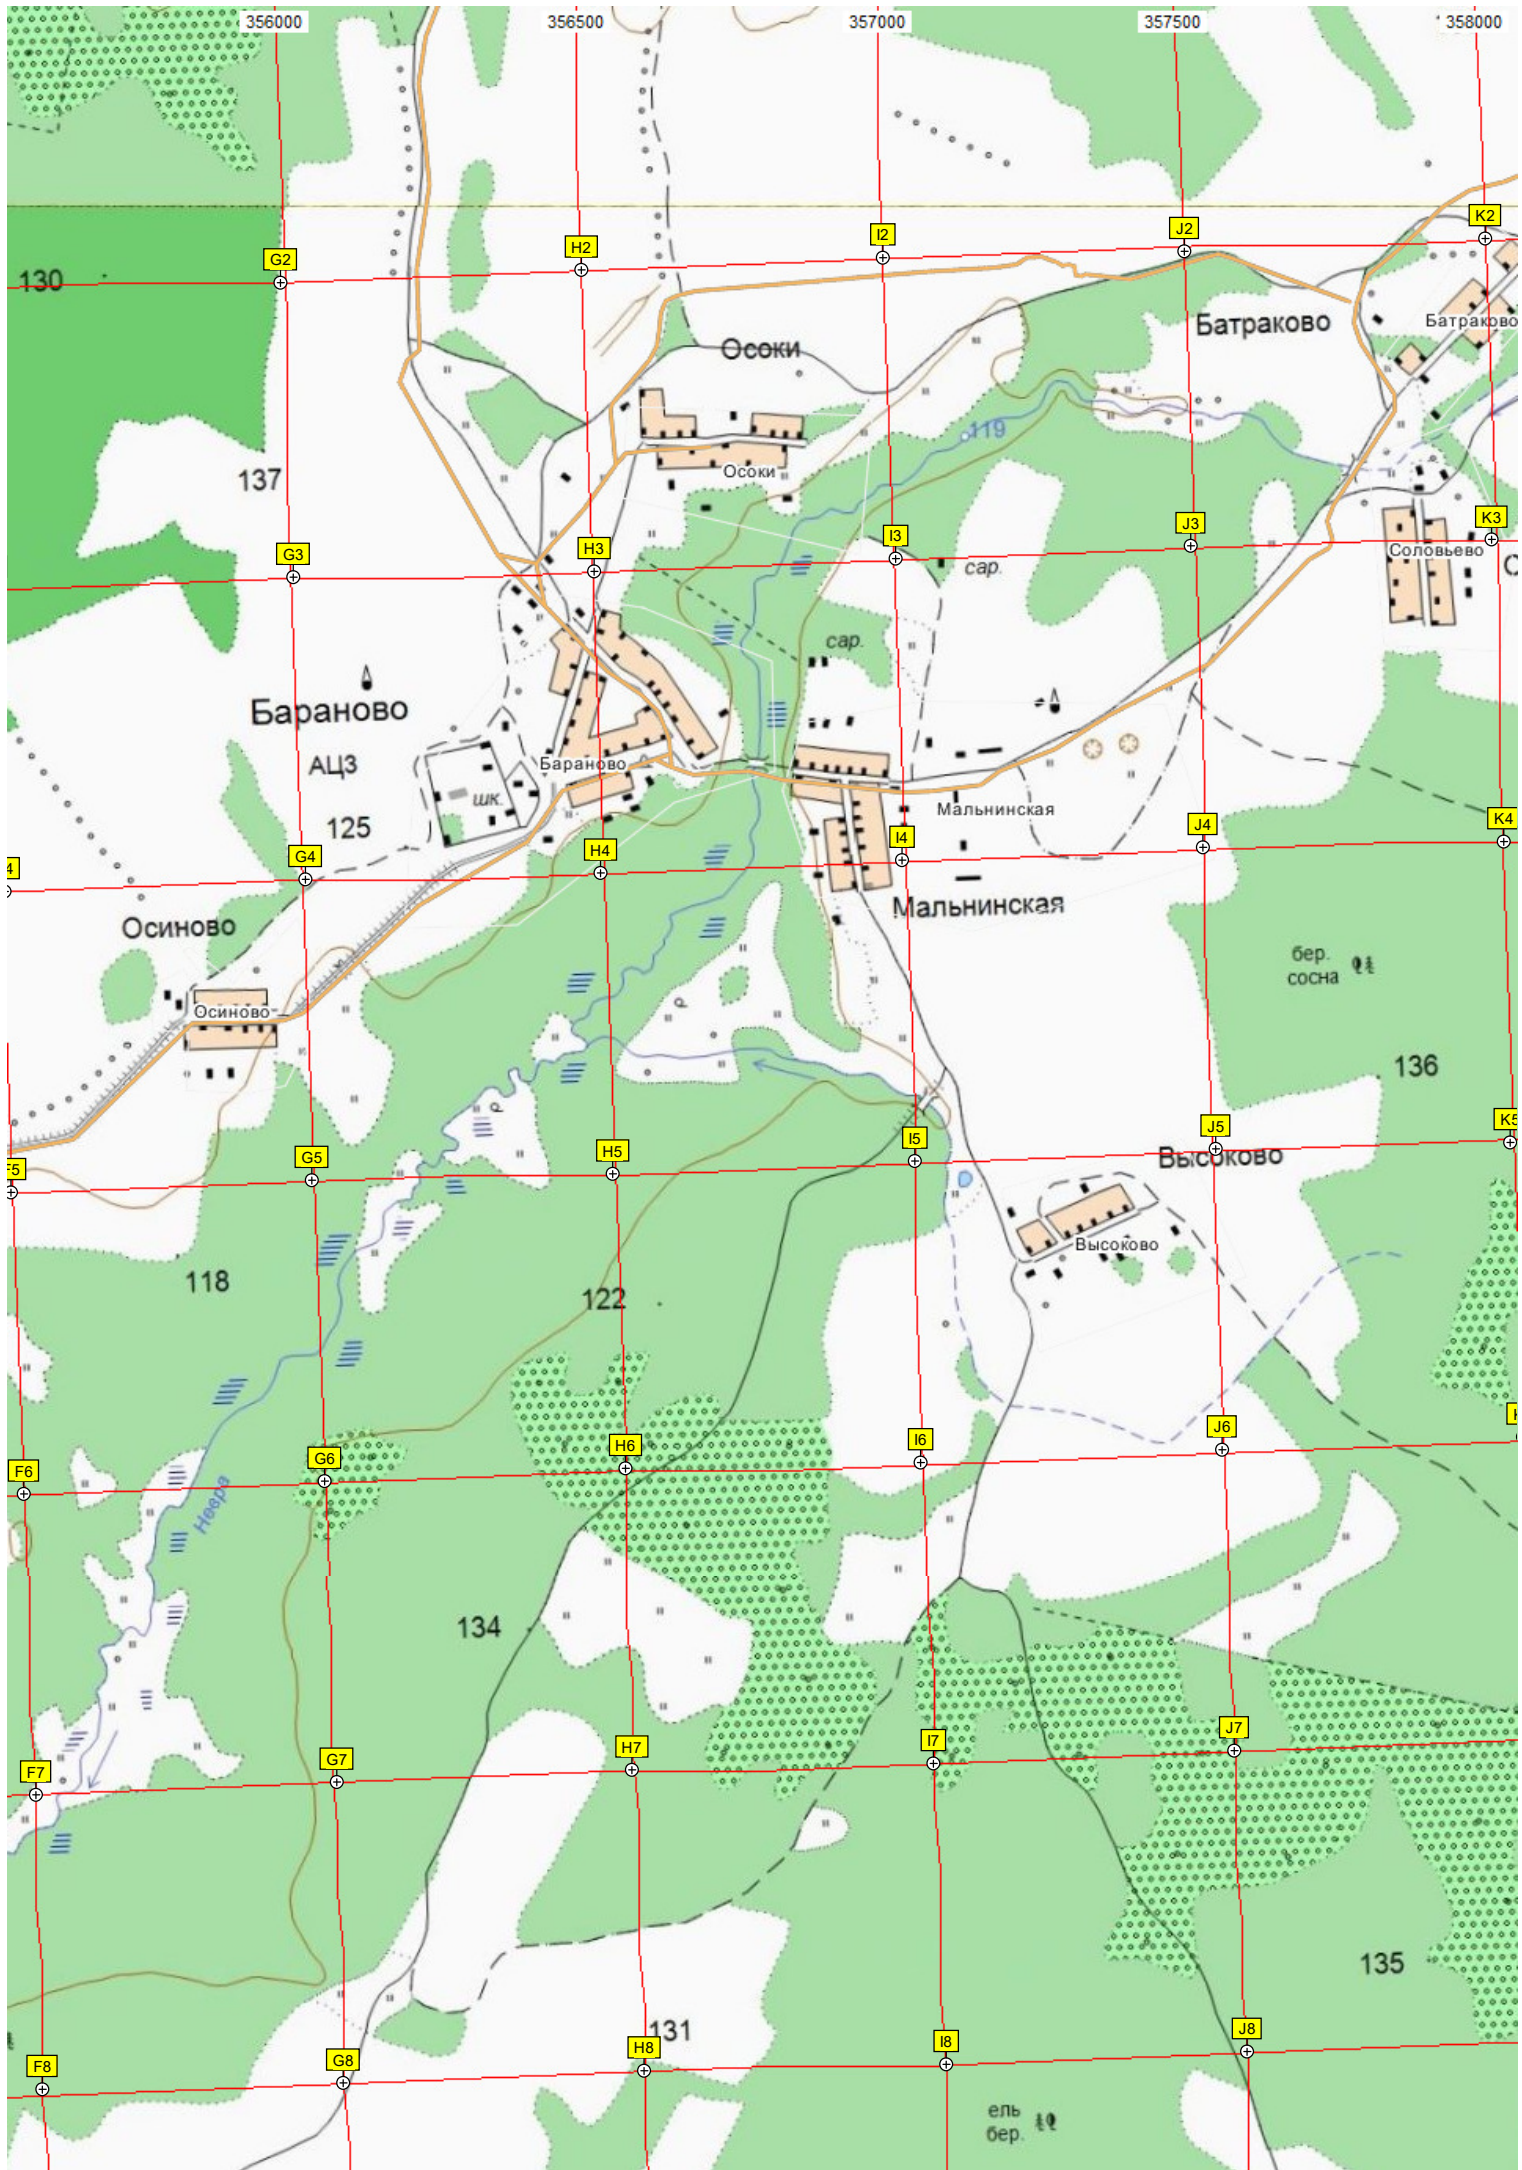 356000 356500 357000 357500 358000
K2
J2
I2
H2
G2
130
Батраково
Батраково
Осоки
119
Осоки
137
K3
J3
I3
H3
G3
Соловьево
сар.
сар.
Бараново
АЦЗ
Бараново
шк.
125
Мальнинская
K4
J4
I4
H4
G4
4
Мальнинская
Осиново
бер.
сосна
Осиново
136
K5
J5
I5
H5
G5
F5
р
р
Высоково
Высоково
118
122
J6
I6
H6
G6
F6
Невра
134
J7
I7
H7
G7
F7
135
131
J8
I8
H8
G8
F8
ель
бер.